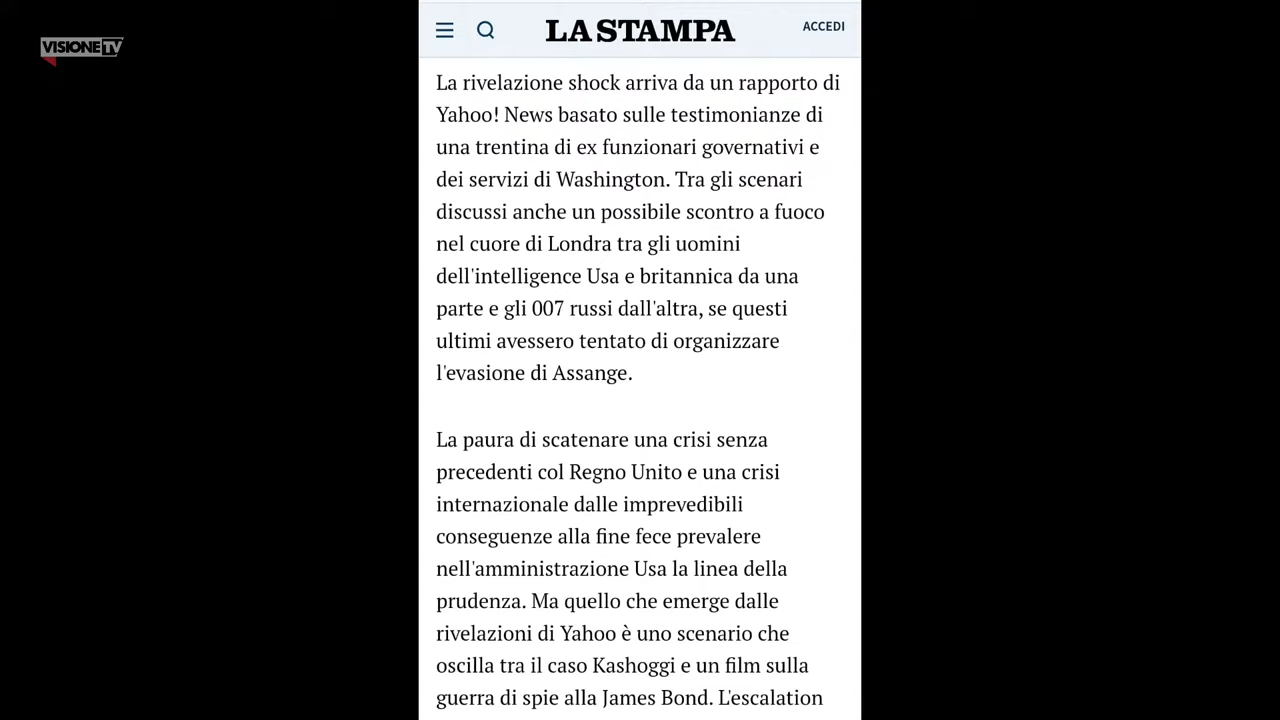 VISIONETV
LA STAMPA
ACCEDI
La rivelazione shock arriva da un rapporto di
Yahoo! News basato sulle testimonianze di
una trentina di ex funzionari governativi e
dei servizi di Washington. Tra gli scenari
discussi anche un possibile scontro a fuoco
nel cuore di Londra tra gli uomini
dell'intelligence Usa e britannica da una
parte e gli 007 russi dall'altra, se questi
ultimi avessero tentato di organizzare
l'evasione di Assange.
La paura di scatenare una crisi senza
precedenti col Regno Unito e una crisi
internazionale dalle imprevedibili
conseguenze alla fine fece prevalere
nell'amministrazione Usa la linea della
prudenza. Ma quello che emerge dalle
rivelazioni di Yahoo è uno scenario che
oscilla tra il caso Kashoggi e un film sulla
guerra di spie alla James Bond. L'escalation